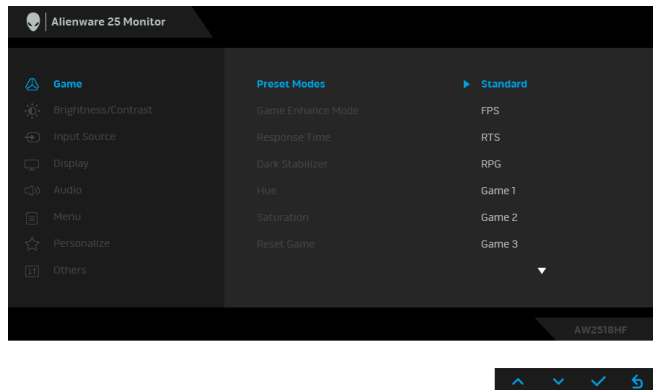 Alienware 25 Monitor
Game Preset Modes Standard
Brightness/Contrast Game Enhance Mode FPS
Input Source Response Time RTS
Display Dark Stabilizer RPG
Audio Hue Game 1
Menu Saturation Game 2
Personalize Reset Game Game 3
Others
AW2518HF